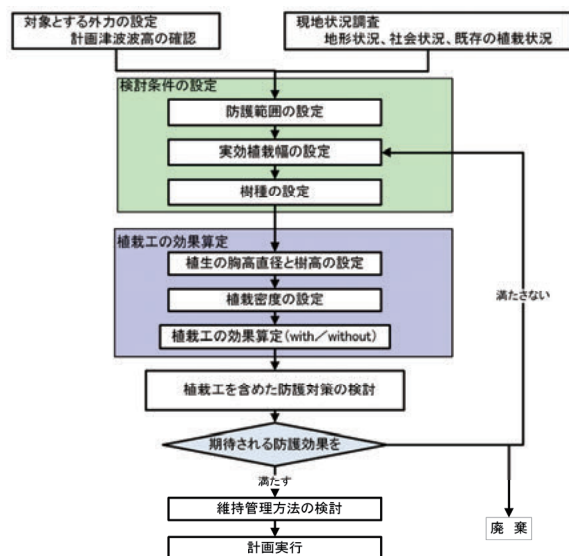 対象とする外力の設定
計画津波波高の確認
現地状況調査
地形状況、社会状況、既存の植栽状況
検討条件の設定
防護範囲の設定
実効植栽幅の設定
樹種の設定
植栽工の効果算定
植生の胸高直径と樹高の設定
植栽密度の設定
植栽工の効果算定(with/without)
満たさない
植栽工を含めた防護対策の検討
期待される防護効果を
満たす
維持管理方法の検討
廃 棄
計画実行